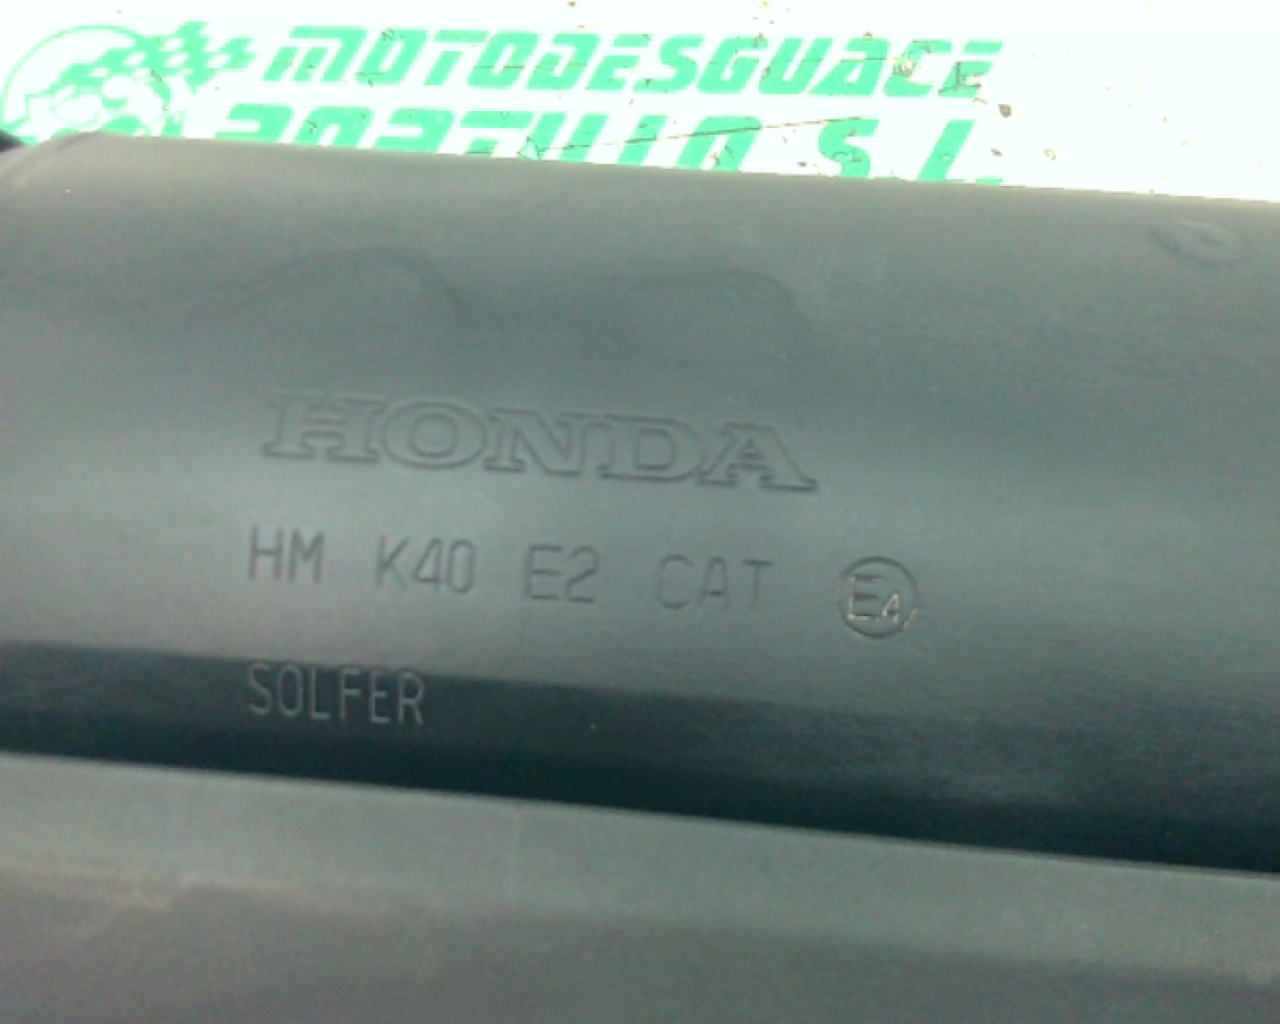 MOTODESGUACE
S.L.
HONDA
HM K40 E2 CAT E4
SOLFER